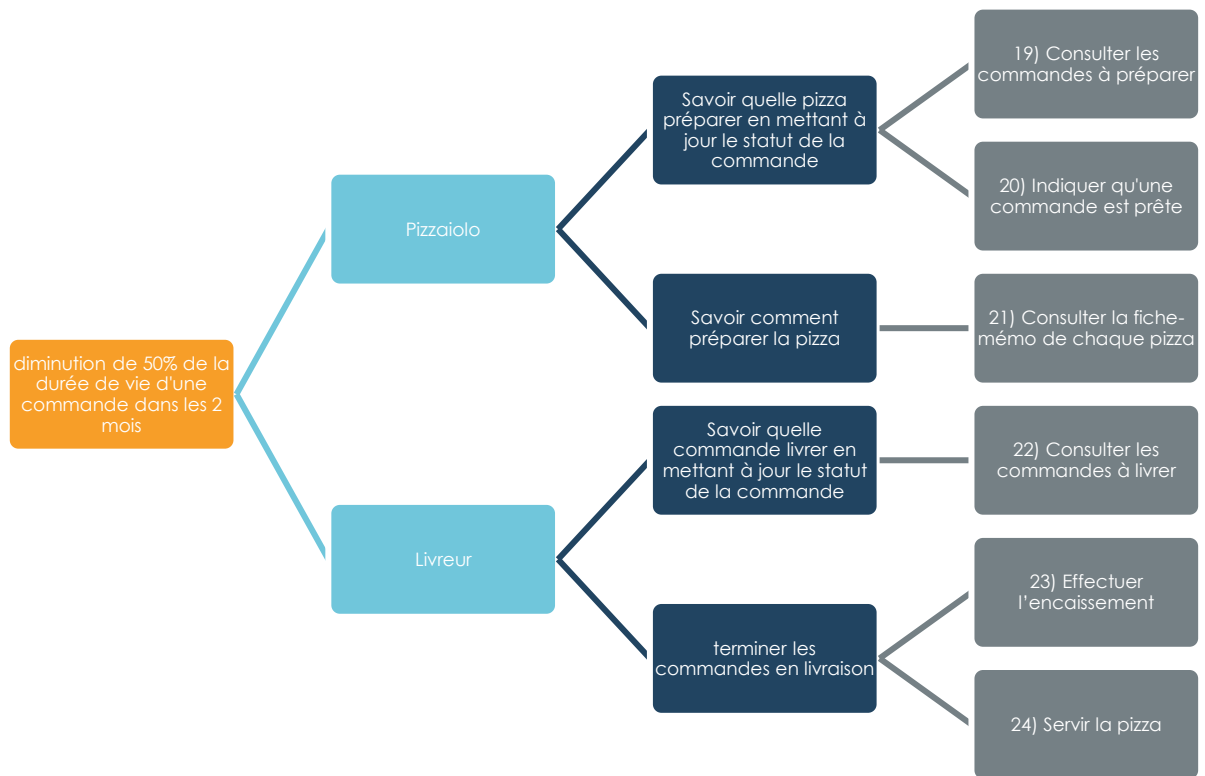 19) Consulter les
commandes à préparer
Savoir quelle pizza
préparer en mettant à
jour le statut de la
commande
20) Indiquer qu'une
commande est prête
Pizzaiolo
Savoir comment
préparer la pizza
21) Consulter la fiche-
mémo de chaque pizza
diminution de 50% de la
durée de vie d'une
commande dans les 2
mois
Savoir quelle
commande livrer en
mettant à jour le statut
de la commande
22) Consulter les
commandes à livrer
Livreur
23) Effectuer
l’encaissement
terminer les
commandes en livraison
24) Servir la pizza